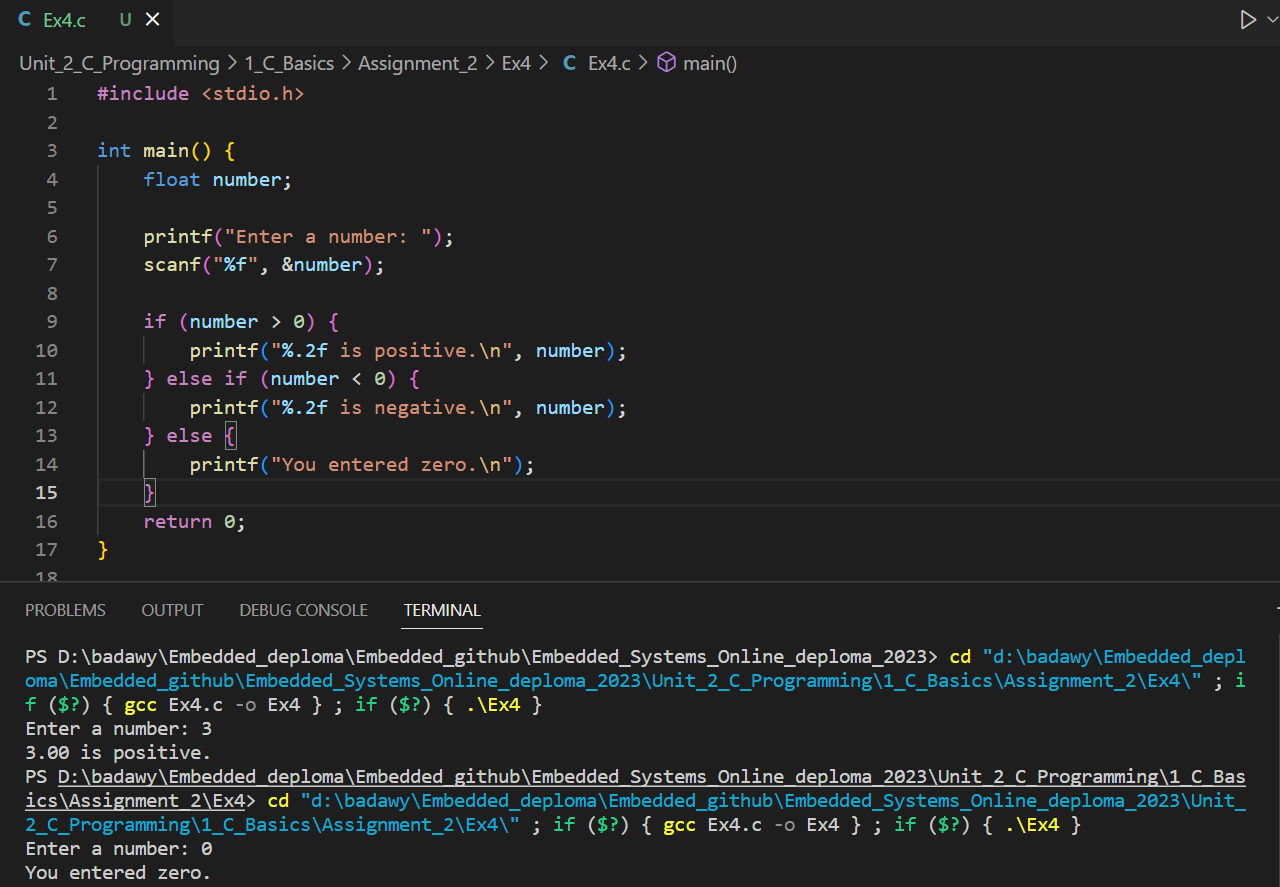 C Ex4.c U
Unit_2_C_Programming > 1_C_Basics > Assignment_2 > Ex4 > C Ex4.c > main()
1 #include <stdio.h>
2
3 int main() {
4     float number;
5
6     printf("Enter a number: ");
7     scanf("%f", &number);
8
9     if (number > 0) {
10         printf("%.2f is positive.\n", number);
11     } else if (number < 0) {
12         printf("%.2f is negative.\n", number);
13     } else {
14         printf("You entered zero.\n");
15     }
16     return 0;
17 }
18
PROBLEMS OUTPUT DEBUG CONSOLE TERMINAL
PS D:\badawy\Embedded_deploma\Embedded_github\Embedded_Systems_Online_deploma_2023> cd "d:\badawy\Embedded_depl
oma\Embedded_github\Embedded_Systems_Online_deploma_2023\Unit_2_C_Programming\1_C_Basics\Assignment_2\Ex4\" ; i
f ($?) { gcc Ex4.c -o Ex4 } ; if ($?) { .\Ex4 }
Enter a number: 3
3.00 is positive.
PS D:\badawy\Embedded_deploma\Embedded_github\Embedded_Systems_Online_deploma_2023\Unit_2_C_Programming\1_C_Bas
ics\Assignment_2\Ex4> cd "d:\badawy\Embedded_deploma\Embedded_github\Embedded_Systems_Online_deploma_2023\Unit_
2_C_Programming\1_C_Basics\Assignment_2\Ex4\" ; if ($?) { gcc Ex4.c -o Ex4 } ; if ($?) { .\Ex4 }
Enter a number: 0
You entered zero.